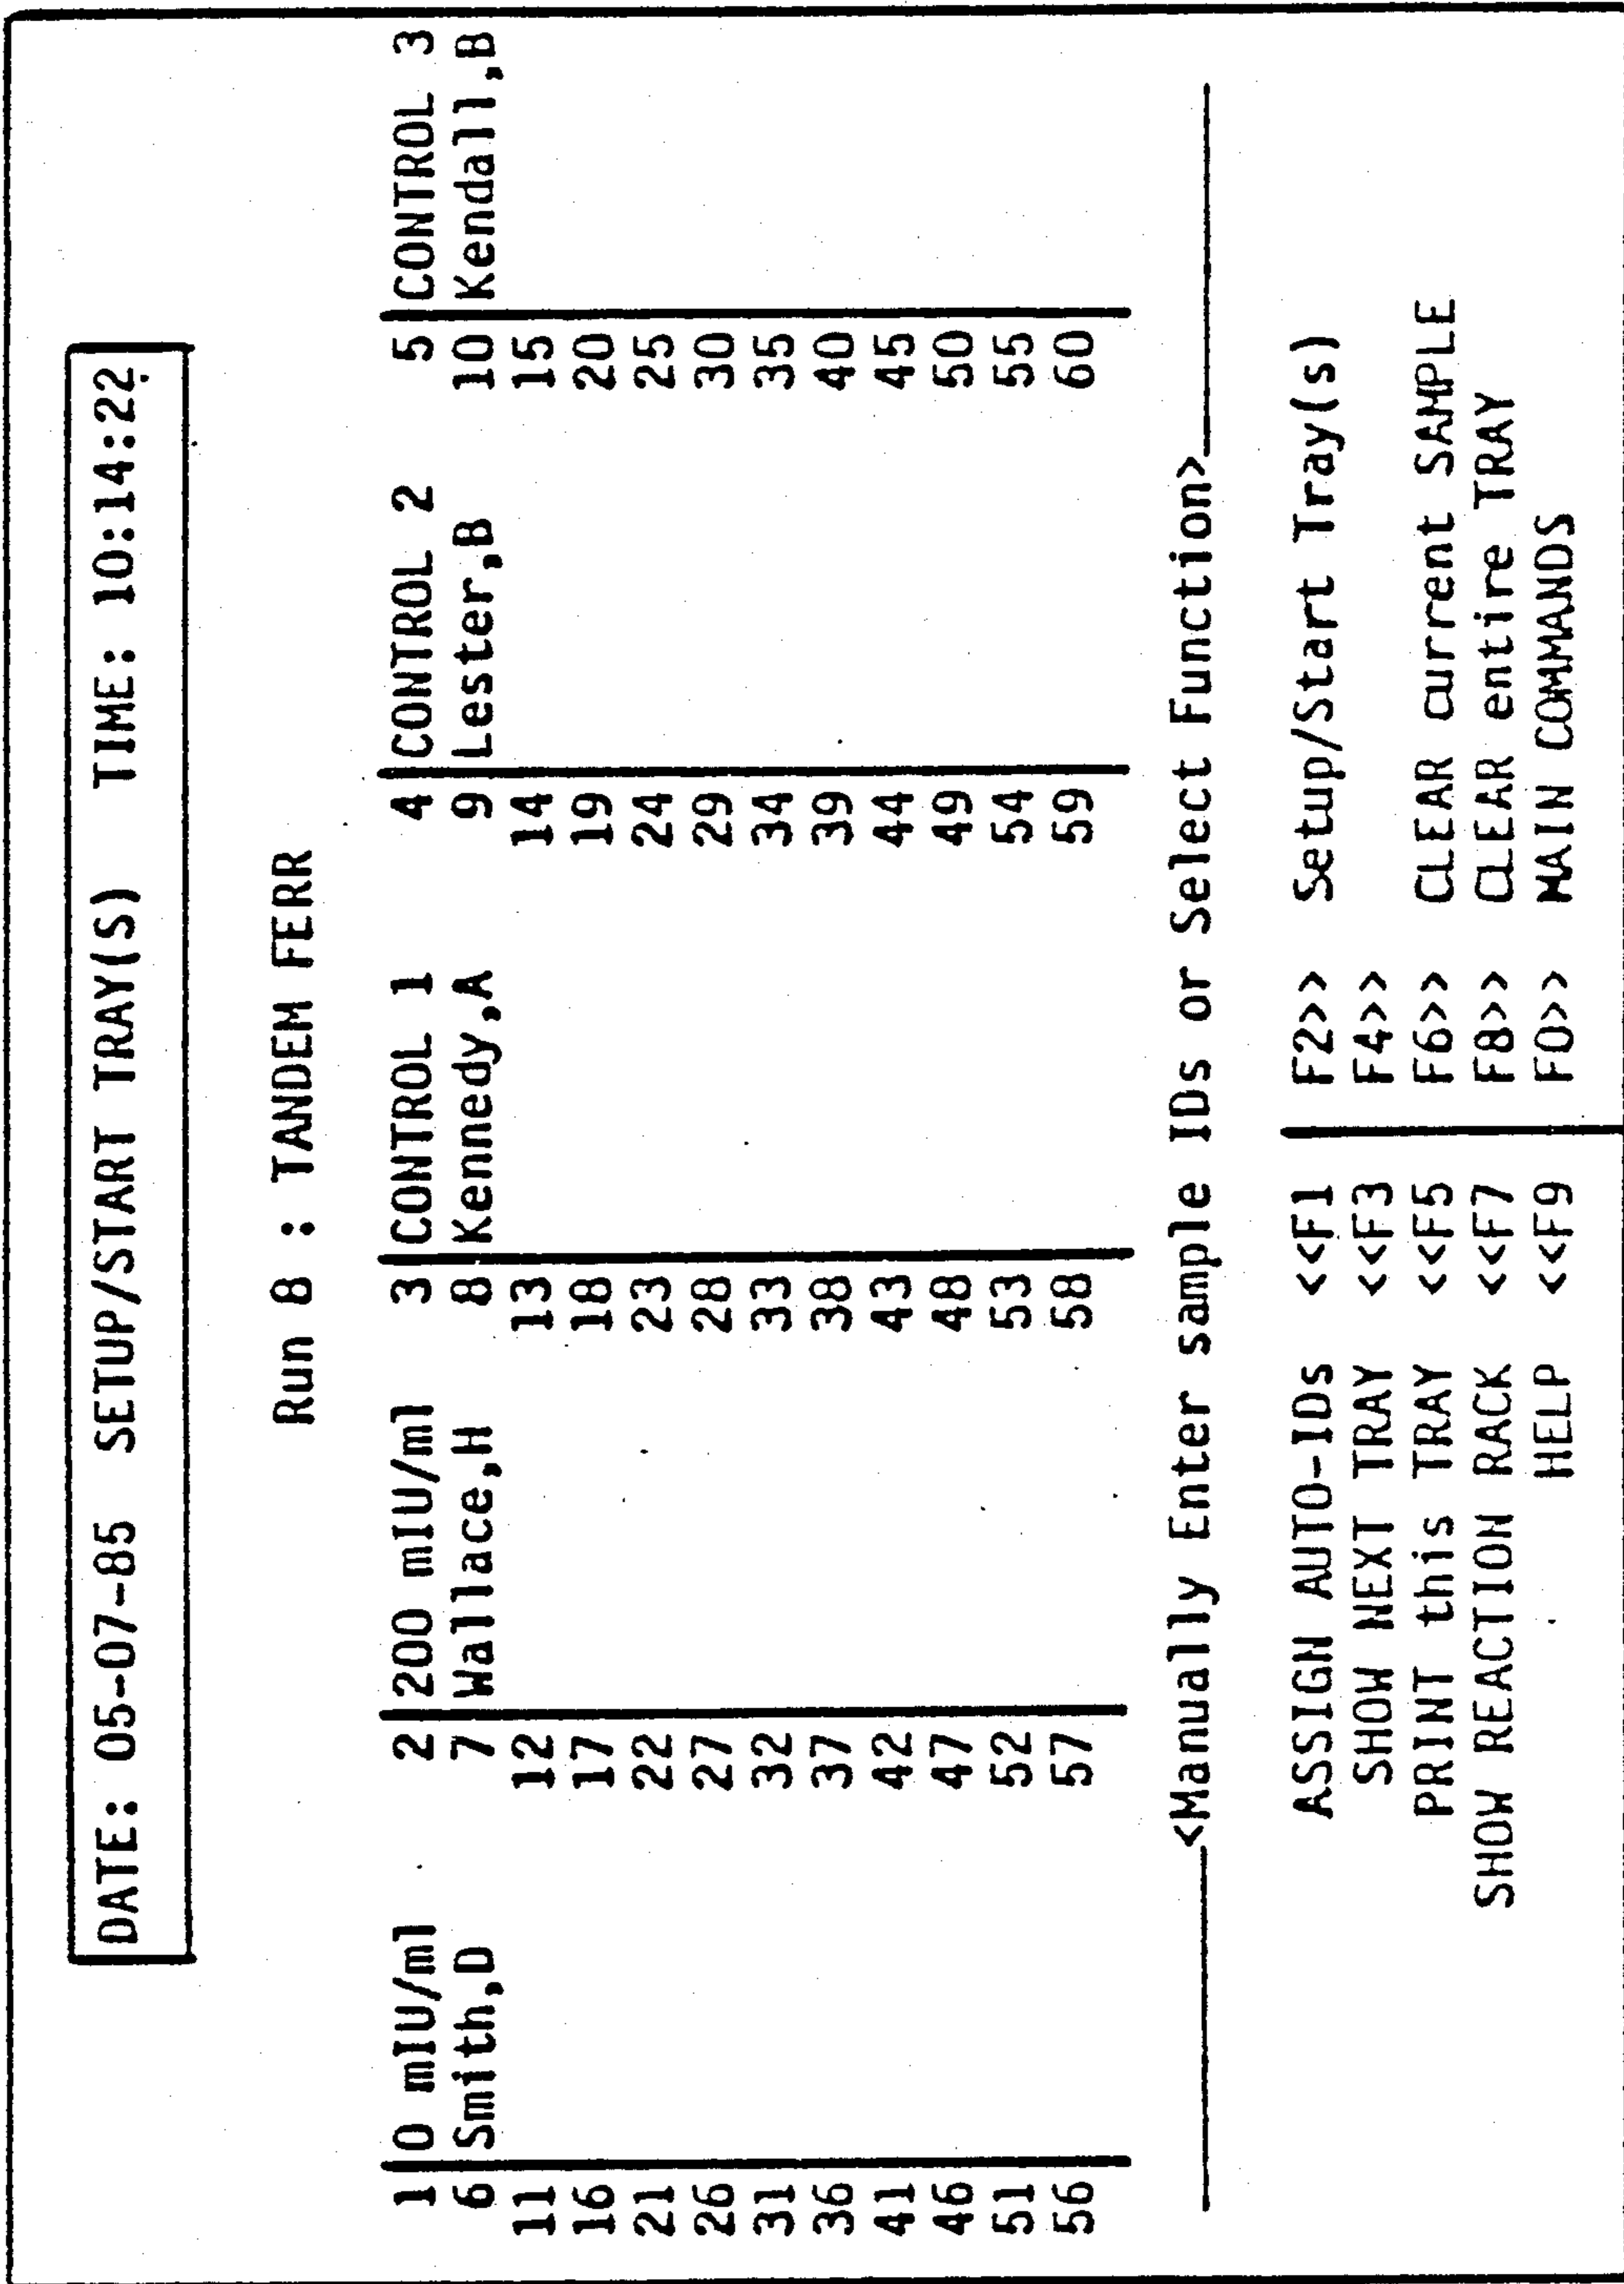 DATE: 05-07-85 SETUP/START TRAY(S) TIME: 10:14:22
Run 8 : TANDEM FERR
1 0 mIU/ml 2 200 mIU/ml 3 CONTROL 1 4 CONTROL 2 5 CONTROL 3
6 Smith,D 7 Wallace,H 8 Kennedy,A 9 Lester,B 10 Kendall,B
11 12 13 14 15
16 17 18 19 20
21 22 23 24 25
26 27 28 29 30
31 32 33 34 35
36 37 38 39 40
41 42 43 44 45
46 47 48 49 50
51 52 53 54 55
56 57 58 59 60
<Manually Enter sample IDs or Select Function>
ASSIGN AUTO-IDs <<F1 F2>> Setup/Start Tray(s)
SHOW NEXT TRAY <<F3 F4>>
PRINT this TRAY <<F5 F6>> CLEAR current SAMPLE
SHOW REACTION RACK <<F7 F8>> CLEAR entire TRAY
HELP <<F9 F0>> MAIN COMMANDS